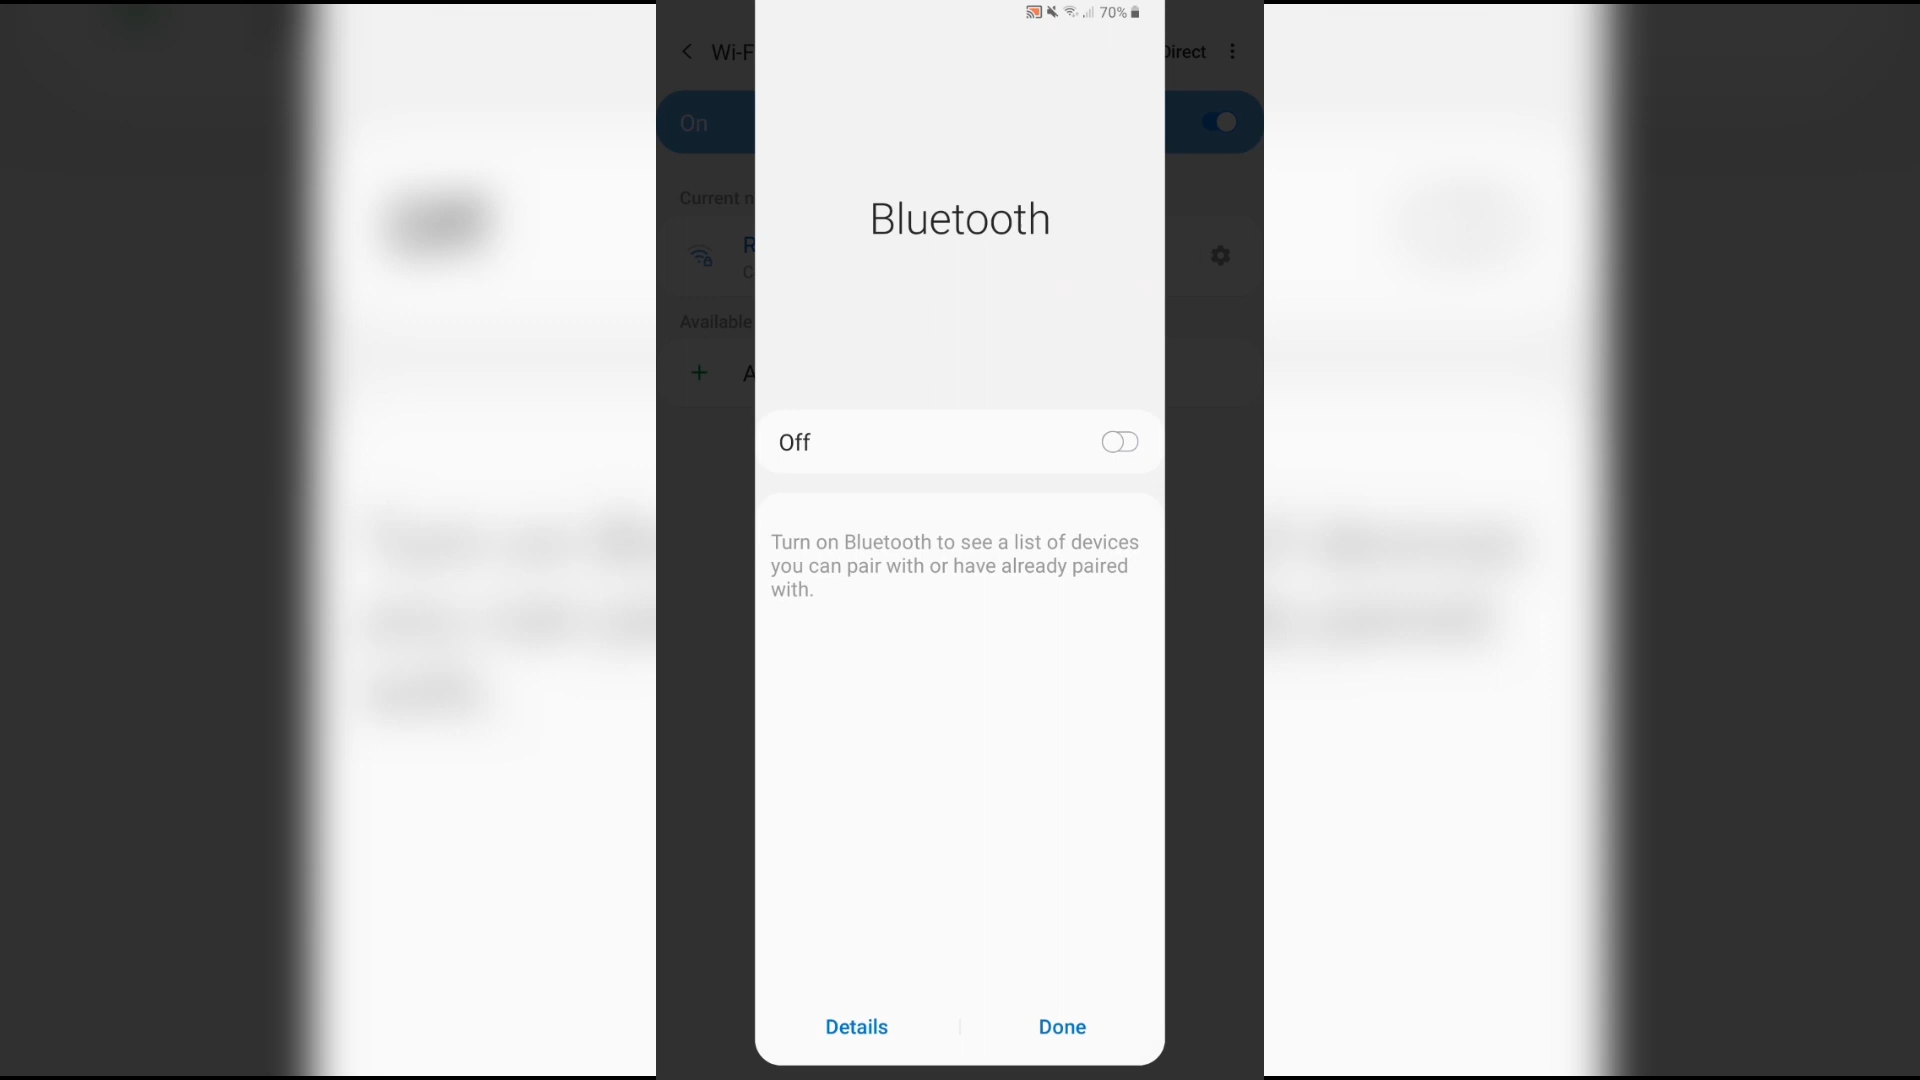 70%
Wi-F
Direct
On
Bluetooth
Current n
R
C
Available
A
Off
Turn on Bluetooth to see a list of devices
you can pair with or have already paired
with.
Details
Done